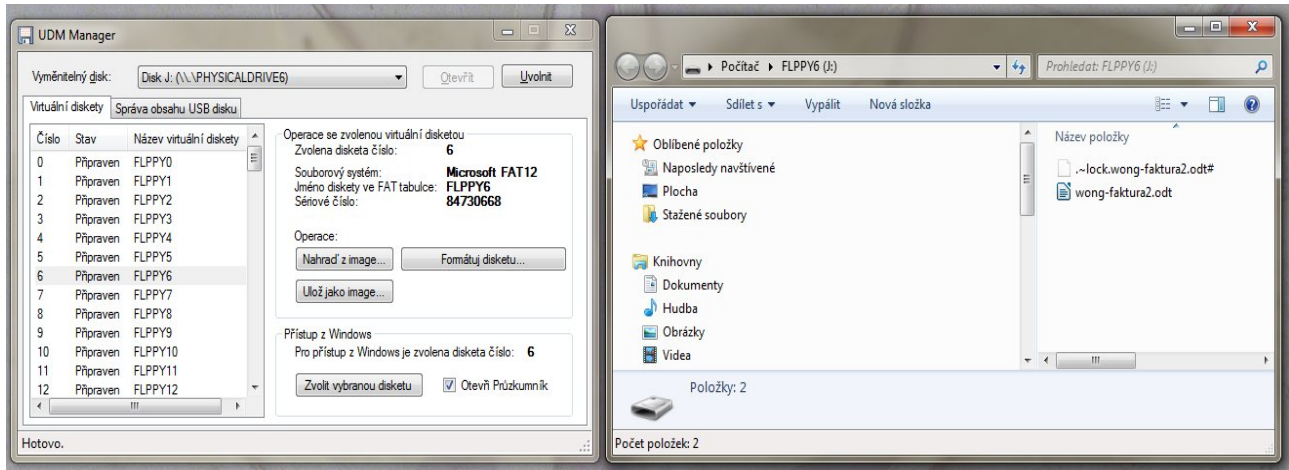 UDM Manager
Vyměnitelný disk:
Disk J: (\\.\PHYSICALDRIVE6)
Otevřít
Uvolnit
Virtuální diskety
Správa obsahu USB disku
Číslo Stav Název virtuální diskety
0 Připraven FLPPY0
1 Připraven FLPPY1
2 Připraven FLPPY2
3 Připraven FLPPY3
4 Připraven FLPPY4
5 Připraven FLPPY5
6 Připraven FLPPY6
7 Připraven FLPPY7
8 Připraven FLPPY8
9 Připraven FLPPY9
10 Připraven FLPPY10
11 Připraven FLPPY11
12 Připraven FLPPY12
Operace se zvolenou virtuální disketou
Zvolena disketa číslo: 6
Souborový systém: Microsoft FAT12
Jméno diskety ve FAT tabulce: FLPPY6
Sériové číslo: 84730668
Operace:
Nahraď z image...
Formátuj disketu...
Ulož jako image...
Přístup z Windows
Pro přístup z Windows je zvolena disketa číslo: 6
Zvolit vybranou disketu
Otevři Průzkumník
Hotovo.
Počítač FLPPY6 (J:)
Prohledat: FLPPY6 (J:)
Uspořádat Sdílet s Vypálit Nová složka
Oblíbené položky
Naposledy navštívené
Plocha
Stažené soubory
Knihovny
Dokumenty
Hudba
Obrázky
Videa
Název položky
.~lock.wong-faktura2.odt#
wong-faktura2.odt
Položky: 2
Počet položek: 2